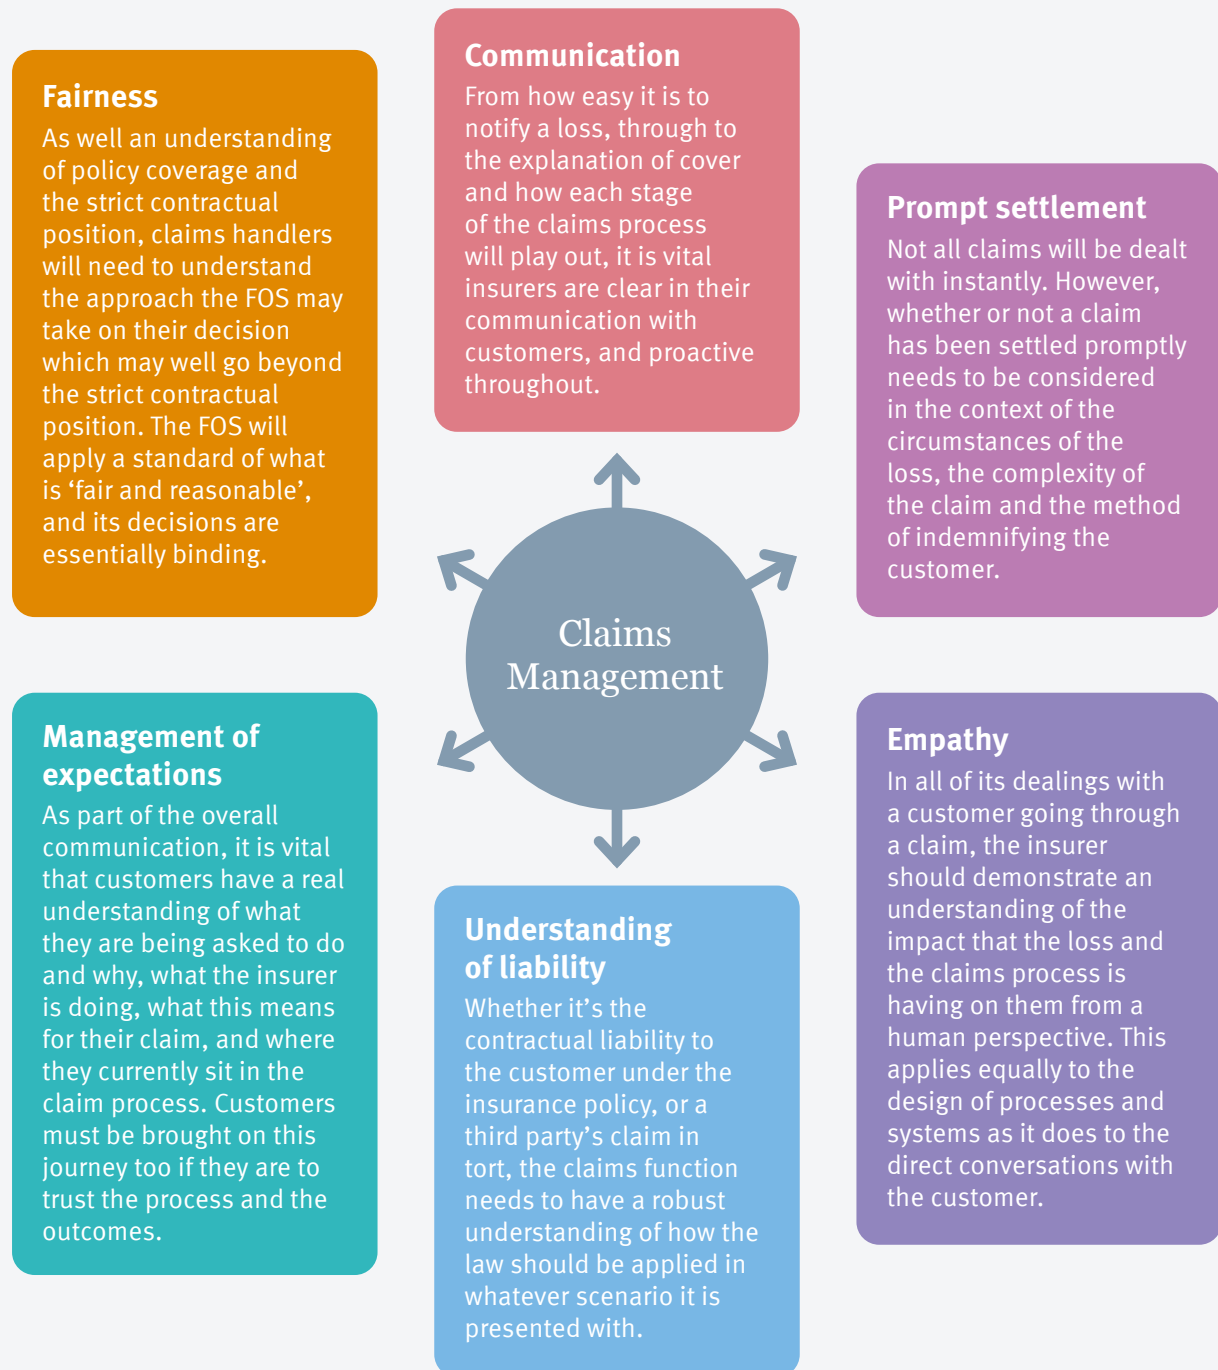 Communication
From how easy it is to
notify a loss, through to
the explanation of cover
and how each stage
of the claims process
will play out, it is vital
insurers are clear in their
communication with
customers, and proactive
throughout.
Fairness
As well an understanding
of policy coverage and
the strict contractual
position, claims handlers
will need to understand
the approach the FOS may
take on their decision
which may well go beyond
the strict contractual
position. The FOS will
apply a standard of what
is ‘fair and reasonable’,
and its decisions are
essentially binding.
Prompt settlement
Not all claims will be dealt
with instantly. However,
whether or not a claim
has been settled promptly
needs to be considered
in the context of the
circumstances of the
loss, the complexity of
the claim and the method
of indemnifying the
customer.
Claims
Management
Management of
expectations
As part of the overall
communication, it is vital
that customers have a real
understanding of what
they are being asked to do
and why, what the insurer
is doing, what this means
for their claim, and where
they currently sit in the
claim process. Customers
must be brought on this
journey too if they are to
trust the process and the
outcomes.
Understanding
of liability
Whether it’s the
contractual liability to
the customer under the
insurance policy, or a
third party’s claim in
tort, the claims function
needs to have a robust
understanding of how the
law should be applied in
whatever scenario it is
presented with.
Empathy
In all of its dealings with
a customer going through
a claim, the insurer
should demonstrate an
understanding of the
impact that the loss and
the claims process is
having on them from a
human perspective. This
applies equally to the
design of processes and
systems as it does to the
direct conversations with
the customer.